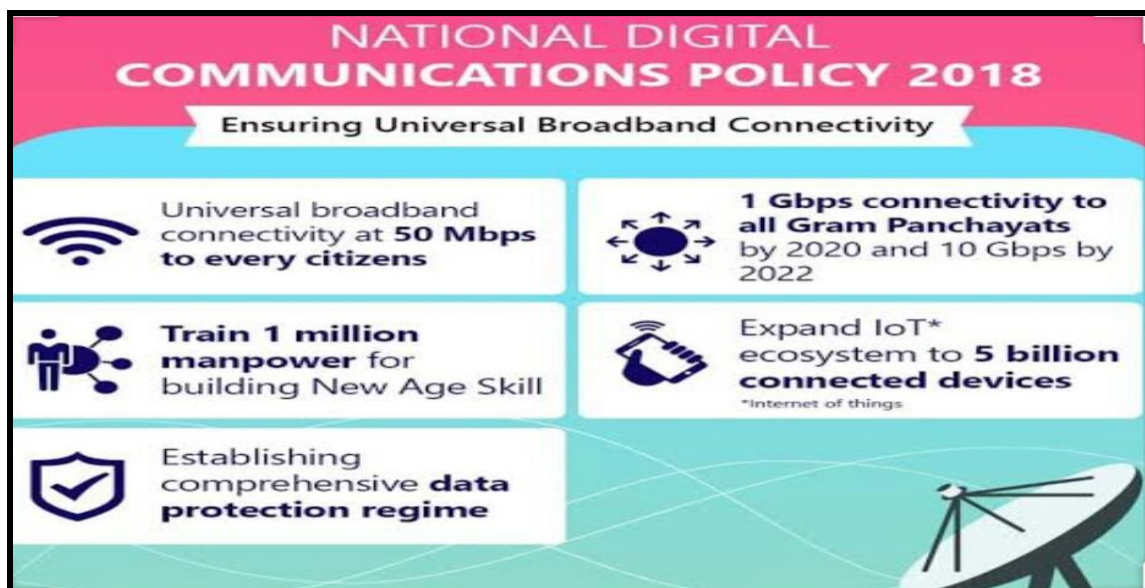 NATIONAL DIGITAL
COMMUNICATIONS POLICY 2018
Ensuring Universal Broadband Connectivity
Universal broadband
connectivity at 50 Mbps
to every citizens
1 Gbps connectivity to
all Gram Panchayats
by 2020 and 10 Gbps by
2022
Train 1 million
manpower for
building New Age Skill
Expand IoT*
ecosystem to 5 billion
connected devices
*Internet of things
Establishing
comprehensive data
protection regime